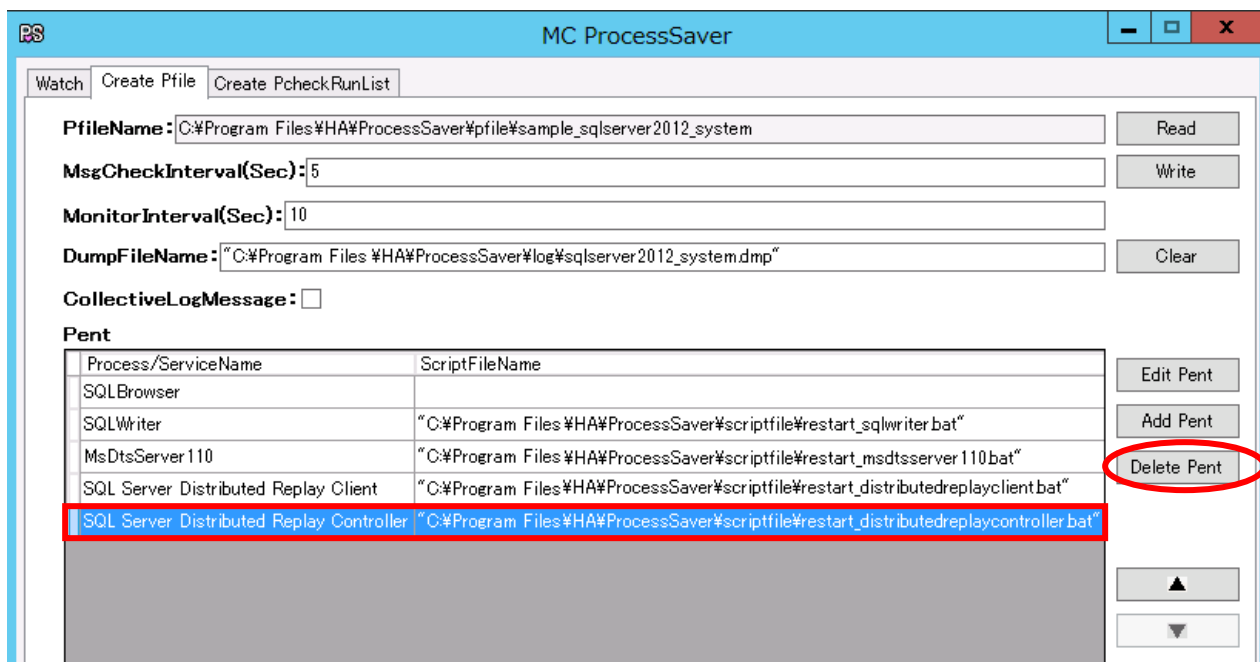 PS MC ProcessSaver
Watch Create Pfile Create PcheckRunList
PfileName: C:¥Program Files¥HA¥ProcessSaver¥pfile¥sample_sqlserver2012_system Read
MsgCheckInterval(Sec): 5 Write
MonitorInterval(Sec): 10
DumpFileName: "C:¥Program Files ¥HA¥ProcessSaver¥log¥sqlserver2012_system.dmp" Clear
CollectiveLogMessage:
Pent
Process/ServiceName ScriptFileName
Edit Pent
SQLBrowser
SQLWriter "C:¥Program Files ¥HA¥ProcessSaver¥scriptfile¥restart_sqlwriter.bat" Add Pent
MsDtsServer110 "C:¥Program Files ¥HA¥ProcessSaver¥scriptfile¥restart_msdtsserver110.bat" Delete Pent
SQL Server Distributed Replay Client "C:¥Program Files¥HA¥ProcessSaver¥scriptfile¥restart_distributedreplayclient.bat"
SQL Server Distributed Replay Controller "C:¥Program Files¥HA¥ProcessSaver¥scriptfile¥restart_distributedreplaycontroller.bat"